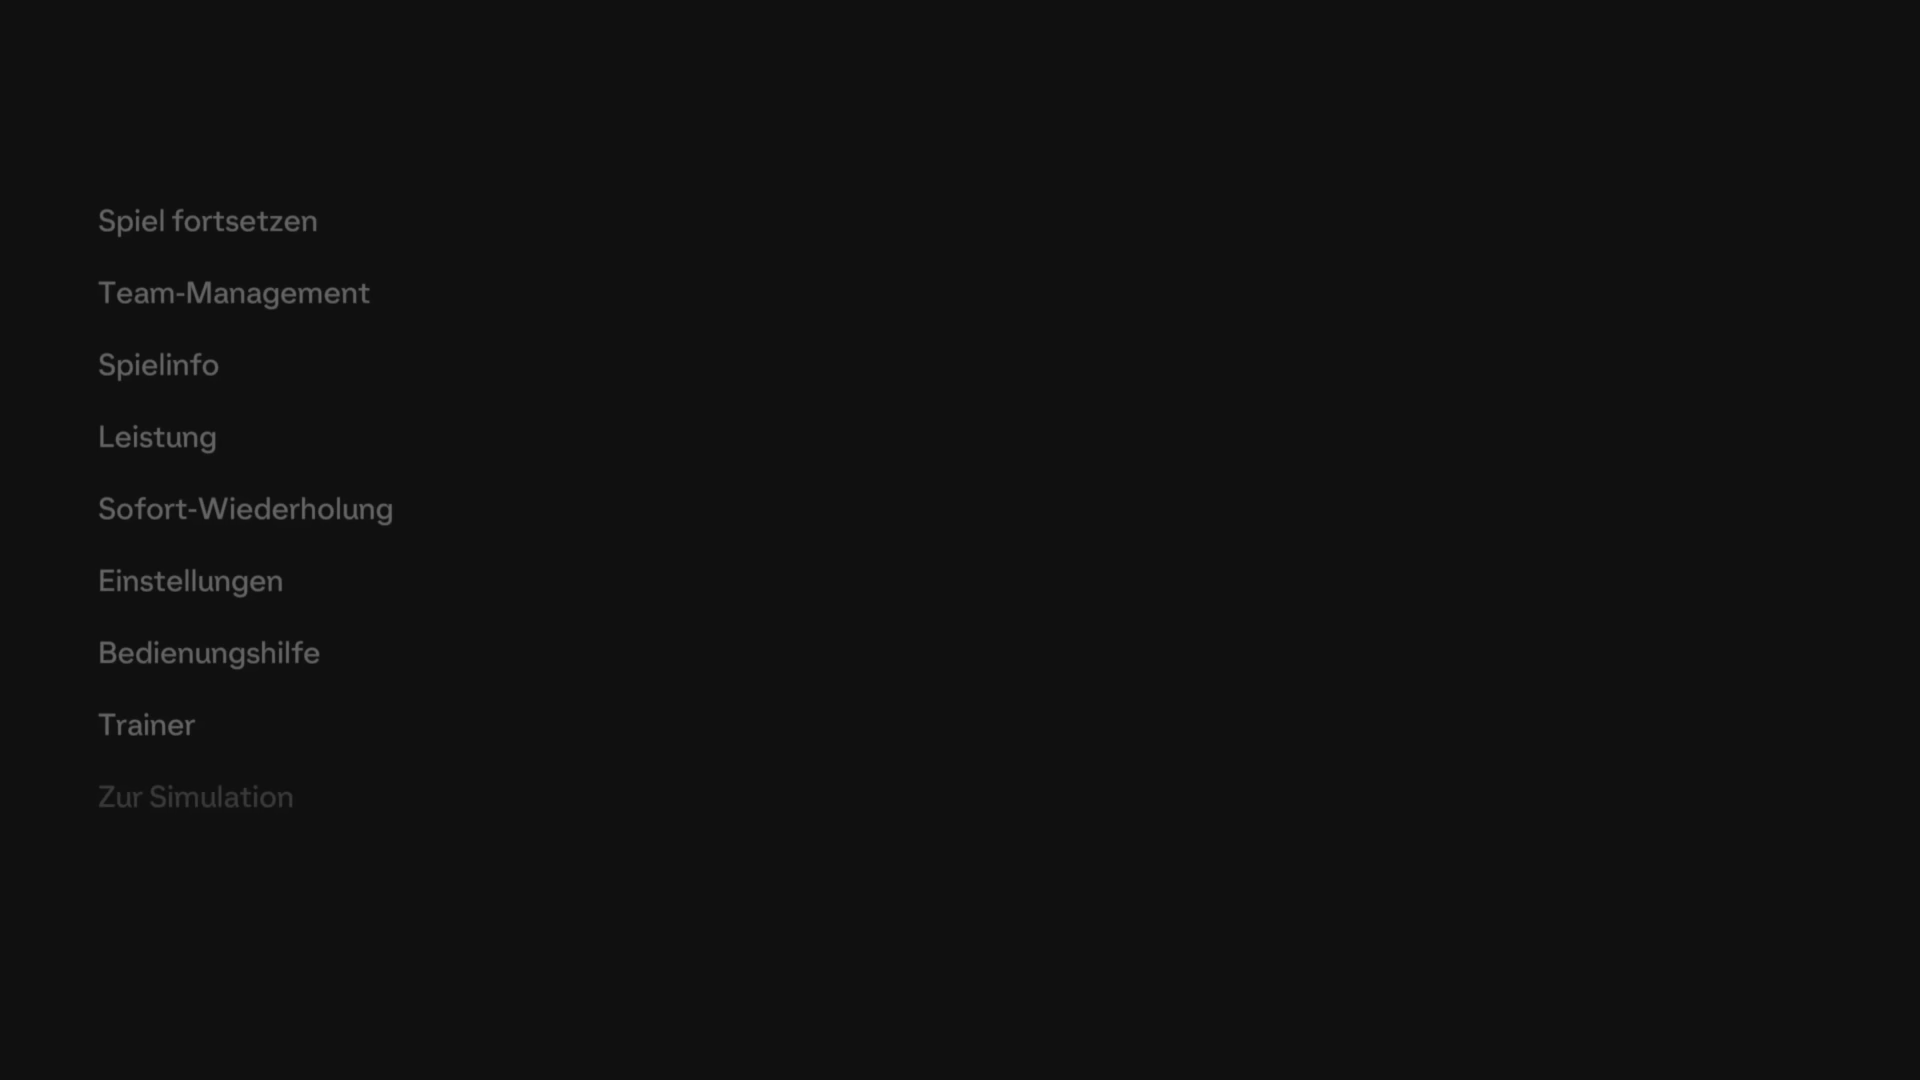 Spiel fortsetzen
Team-Management
Spielinfo
Leistung
Sofort-Wiederholung
Einstellungen
Bedienungshilfe
Trainer
Zur Simulation